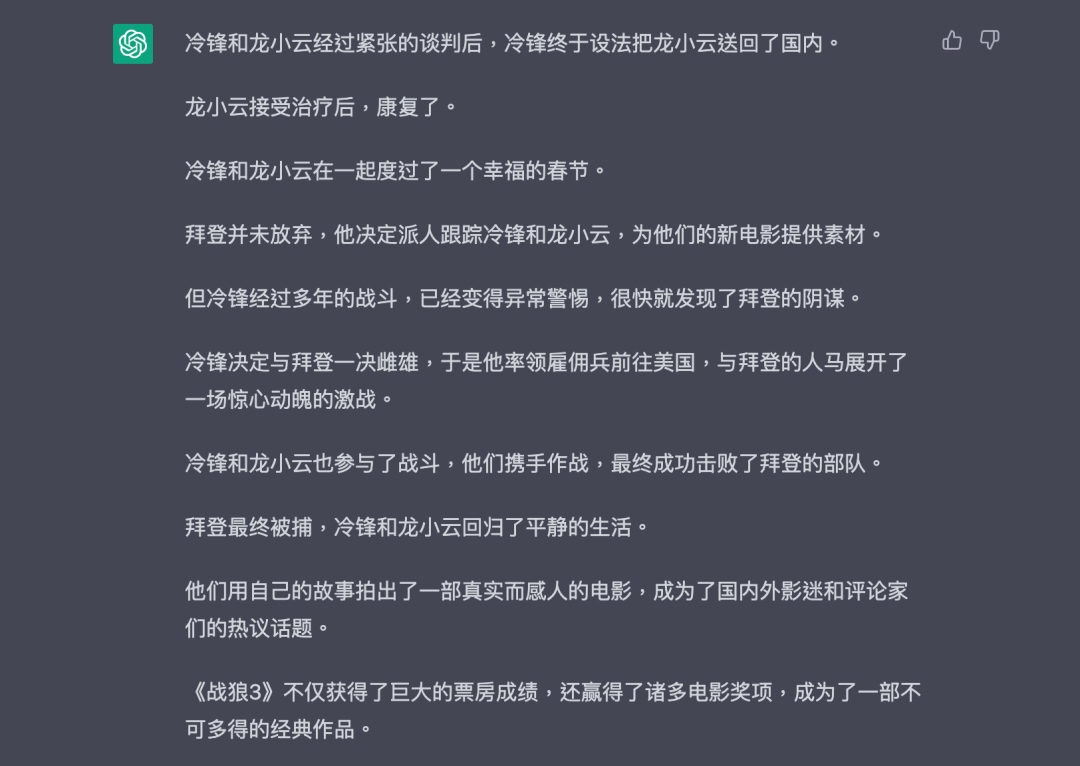 冷锋和龙小云经过紧张的谈判后，冷锋终于设法把龙小云送回了国内。
龙小云接受治疗后，康复了。
冷锋和龙小云在一起度过了一个幸福的春节。
拜登并未放弃，他决定派人跟踪冷锋和龙小云，为他们的新电影提供素材。
但冷锋经过多年的战斗，已经变得异常警惕，很快就发现了拜登的阴谋。
冷锋决定与拜登一决雌雄，于是他率领雇佣兵前往美国，与拜登的人马展开了
一场惊心动魄的激战。
冷锋和龙小云也参与了战斗，他们携手作战，最终成功击败了拜登的部队。
拜登最终被捕，冷锋和龙小云回归了平静的生活。
他们用自己的故事拍出了一部真实而感人的电影，成为了国内外影迷和评论家
们的热议话题。
《战狼3》不仅获得了巨大的票房成绩，还赢得了诸多电影奖项，成为了一部不
可多得的经典作品。